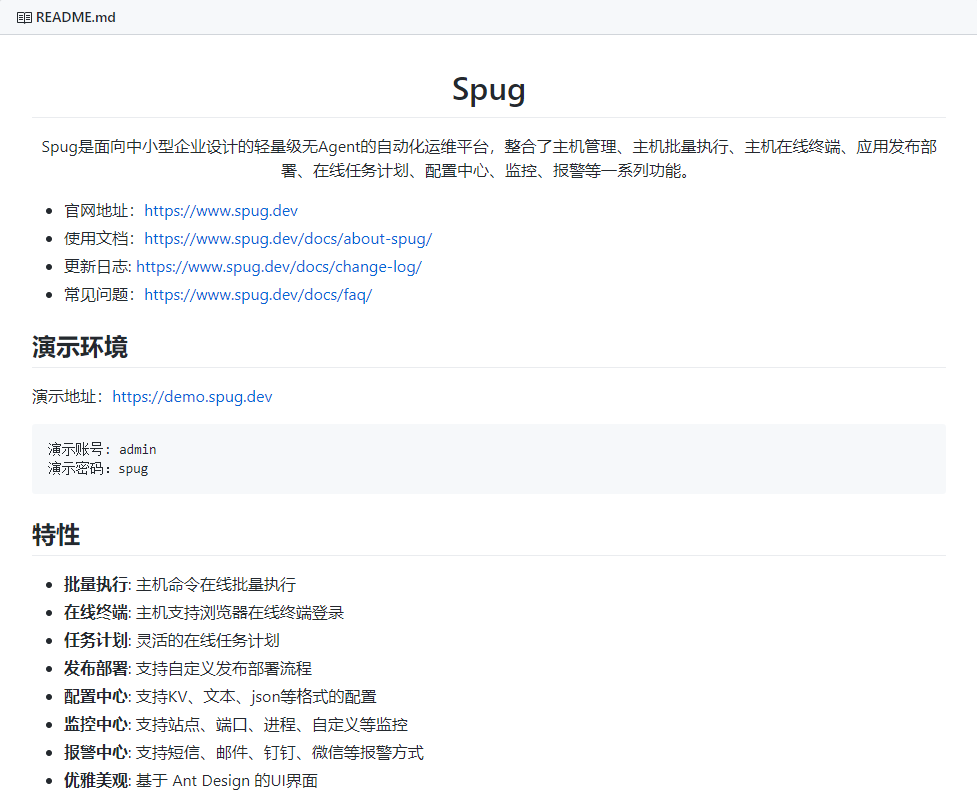 README.md
Spug
Spug是面向中小型企业设计的轻量级无Agent的自动化运维平台，整合了主机管理、主机批量执行、主机在线终端、应用发布部
署、在线任务计划、配置中心、监控、报警等一系列功能。
官网地址：https://www.spug.dev
使用文档：https://www.spug.dev/docs/about-spug/
更新日志: https://www.spug.dev/docs/change-log/
常见问题：https://www.spug.dev/docs/faq/
演示环境
演示地址：https://demo.spug.dev
演示账号: admin
演示密码: spug
特性
批量执行: 主机命令在线批量执行
在线终端: 主机支持浏览器在线终端登录
任务计划: 灵活的在线任务计划
发布部署: 支持自定义发布部署流程
配置中心: 支持KV、文本、json等格式的配置
监控中心: 支持站点、端口、进程、自定义等监控
报警中心: 支持短信、邮件、钉钉、微信等报警方式
优雅美观: 基于 Ant Design 的UI界面